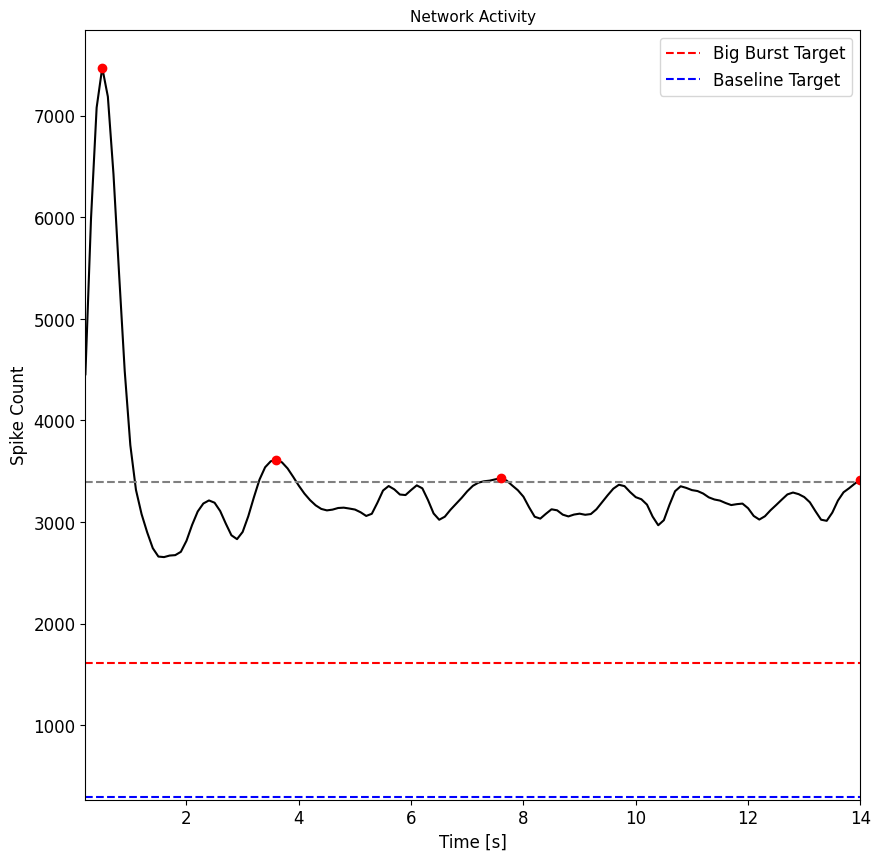 Network Activity
Big Burst Target
Baseline Target
Spike Count
7000
6000
5000
4000
3000
2000
1000
2
4
6
8
10
12
14
Time [s]